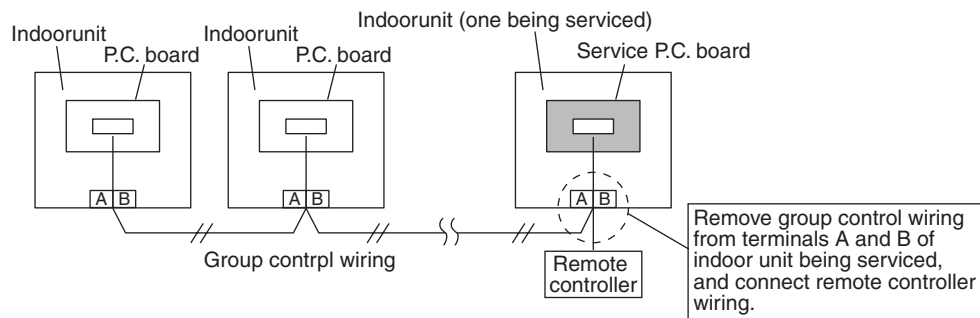 Indoorunit
P.C. board
Indoorunit
P.C. board
Indoorunit (one being serviced)
Service P.C. board
A B
A B
A B
Group contrpl wiring
Remote
controller
Remove group control wiring
from terminals A and B of
indoor unit being serviced,
and connect remote controller
wiring.